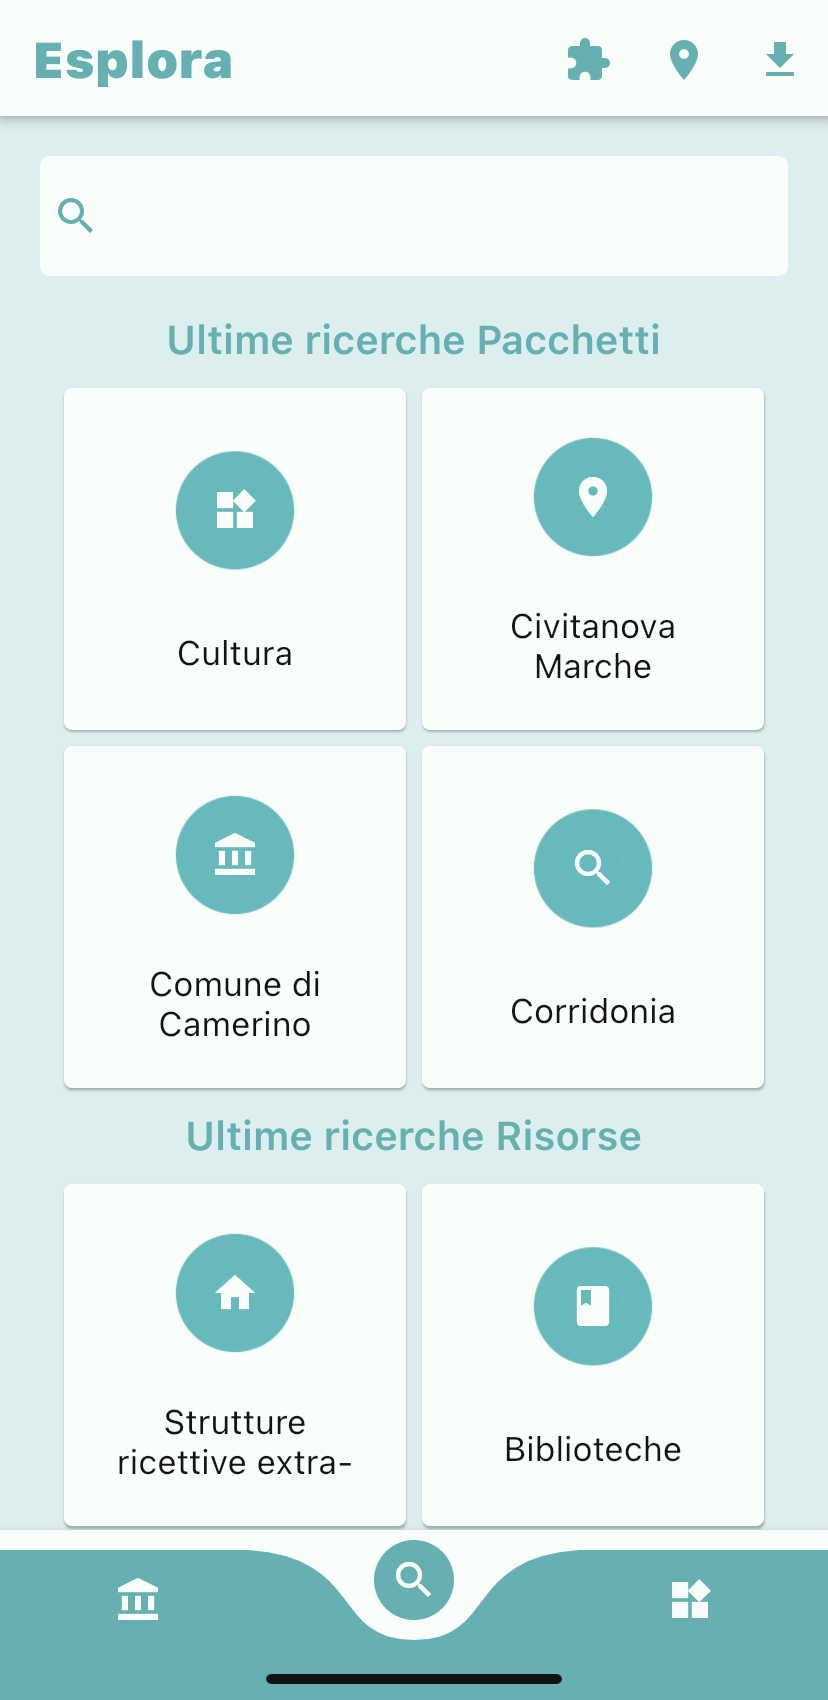 Esplora
Ultime ricerche Pacchetti
Cultura
Civitanova
Marche
Comune di
Camerino
Corridonia
Ultime ricerche Risorse
Strutture
ricettive extra-
Biblioteche